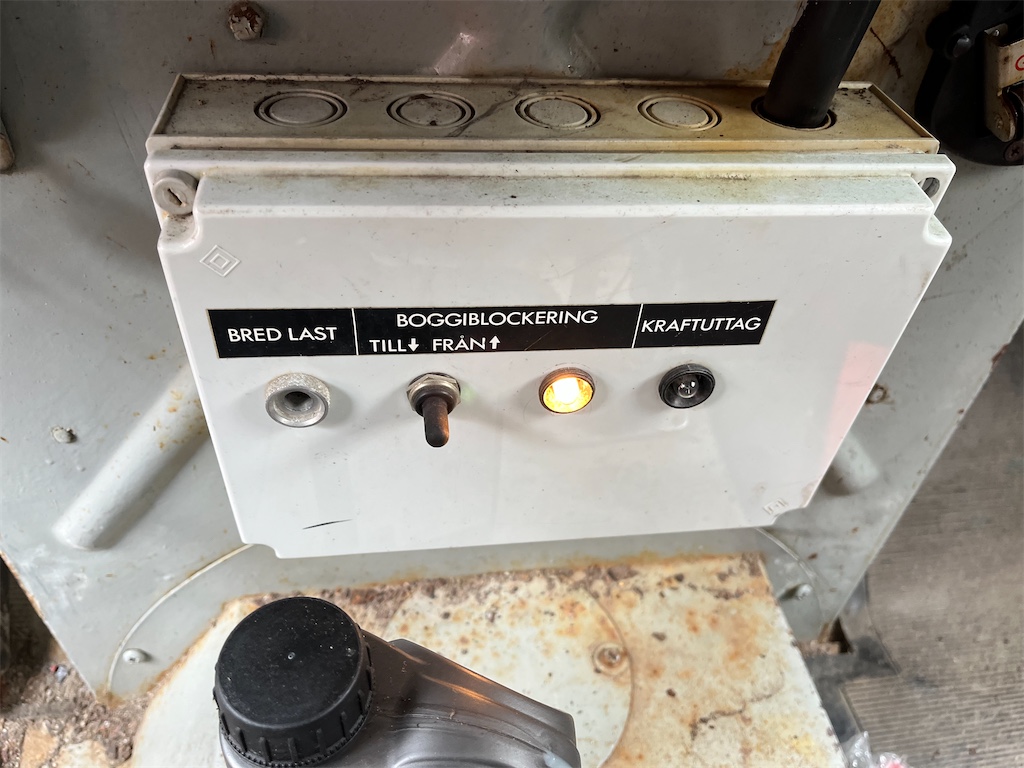 BRED LAST
BOGGIBLOCKERING
TILL↓ FRÅN↑
KRAFTUTTAG